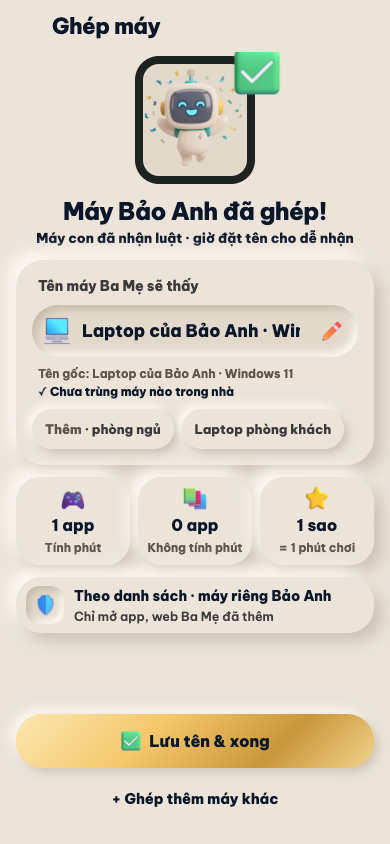 Ghép máy
Máy Bảo Anh đã ghép!
Máy con đã nhận luật · giờ đặt tên cho dễ nhận
Tên máy Ba Mẹ sẽ thấy
Laptop của Bảo Anh · Wir
Tên gốc: Laptop của Bảo Anh · Windows 11
✓ Chưa trùng máy nào trong nhà
Thêm · phòng ngủ
Laptop phòng khách
1 app
Tính phút
0 app
Không tính phút
1 sao
= 1 phút chơi
Theo danh sách · máy riêng Bảo Anh
Chỉ mở app, web Ba Mẹ đã thêm
Lưu tên & xong
+ Ghép thêm máy khác